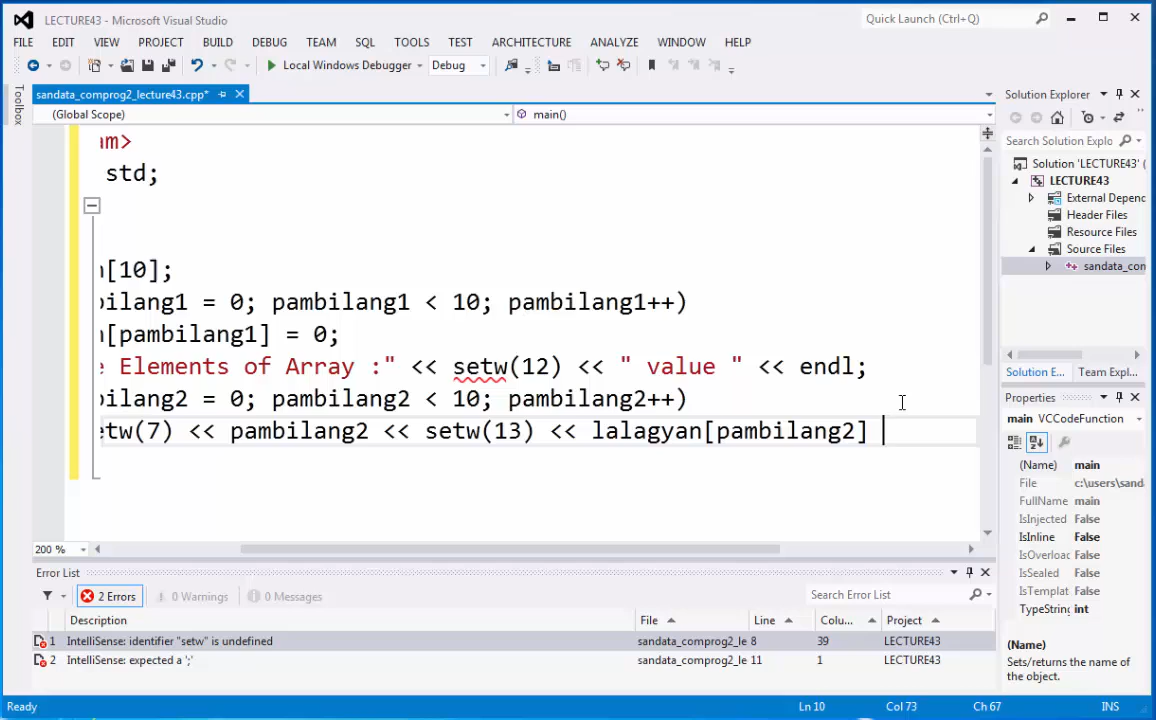 LECTURE43 - Microsoft Visual Studio
Quick Launch (Ctrl+Q)
FILE EDIT VIEW PROJECT BUILD DEBUG TEAM SQL TOOLS TEST ARCHITECTURE ANALYZE WINDOW HELP
Local Windows Debugger Debug
Toolbox
sandata_comprog2_lecture43.cpp*
(Global Scope) main()
am>
std;
[10];
bilang1 = 0; pambilang1 < 10; pambilang1++)
[pambilang1] = 0;
e Elements of Array :" << setw(12) << " value " << endl;
bilang2 = 0; pambilang2 < 10; pambilang2++)
etw(7) << pambilang2 << setw(13) << lalagyan[pambilang2]
200 %
Solution Explorer
Search Solution Explo
Solution 'LECTURE43' (
LECTURE43
External Depenc
Header Files
Resource Files
Source Files
sandata_con
Solution E... Team Expl...
Properties
main VCCodeFunction
(Name) main
File c:\users\sand
FullName main
IsInjected False
IsInline False
IsOverloac False
IsSealed False
IsTemplat False
TypeString int
(Name)
Sets/returns the name of
the object.
Error List
2 Errors 0 Warnings 0 Messages
Search Error List
Description File Line Colu... Project
1 IntelliSense: identifier "setw" is undefined sandata_comprog2_le 8 39 LECTURE43
2 IntelliSense: expected a ';' sandata_comprog2_le 11 1 LECTURE43
Ready Ln 10 Col 73 Ch 67 INS